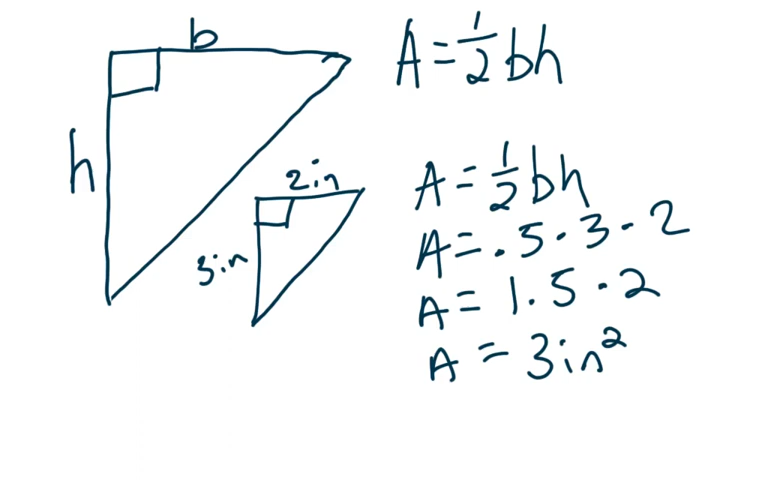 b
A = 1/2 bh
h
2in
3in
A = 1/2 bh
A = .5 · 3 · 2
A = 1.5 · 2
A = 3in²